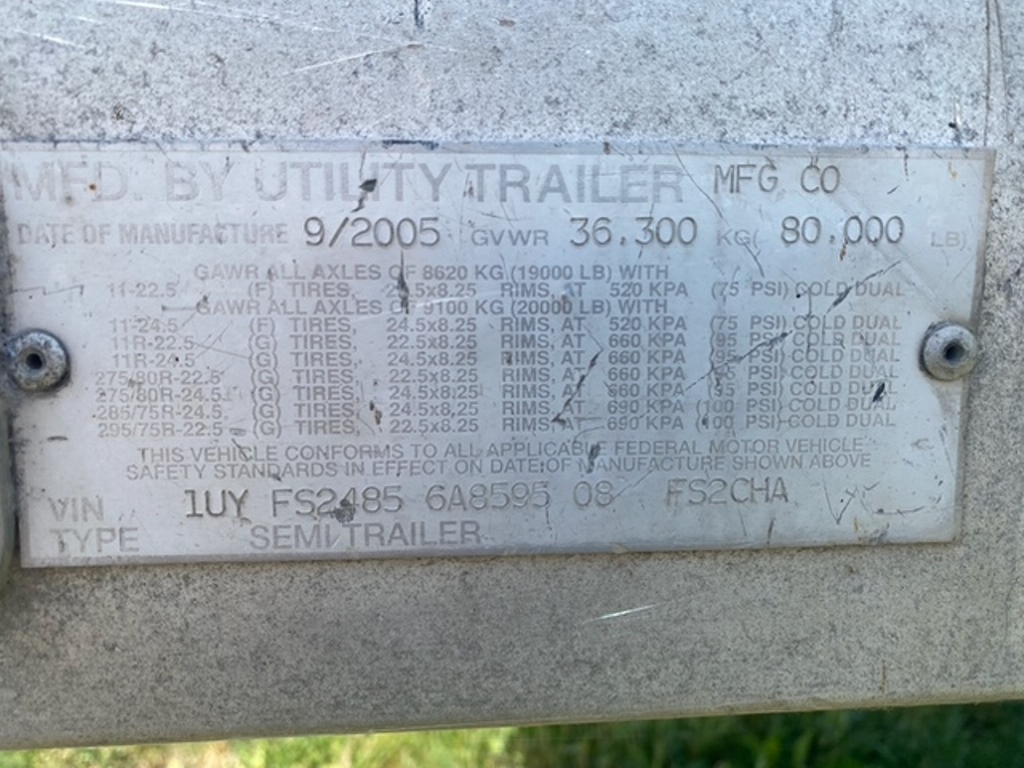 MFD. BY UTILITY TRAILER MFG CO
DATE OF MANUFACTURE 9/2005 GVWR 36.300 KG( 80.000 LB)
GAWR ALL AXLES OF 8620 KG (19000 LB) WITH
11-22.5 (F) TIRES, 22.5x8.25 RIMS, AT 520 KPA (75 PSI) COLD DUAL
GAWR ALL AXLES OF 9100 KG (20000 LB) WITH
11-24.5 (F) TIRES, 24.5x8.25 RIMS, AT 520 KPA (75 PSI) COLD DUAL
11R-22.5 (G) TIRES, 22.5x8.25 RIMS, AT 660 KPA (95 PSI) COLD DUAL
11R-24.5 (G) TIRES, 24.5x8.25 RIMS, AT 660 KPA (95 PSI) COLD DUAL
275/80R-22.5 (G) TIRES, 22.5x8.25 RIMS, AT 660 KPA (95 PSI) COLD DUAL
275/80R-24.5 (G) TIRES, 24.5x8.25 RIMS, AT 660 KPA (95 PSI) COLD DUAL
285/75R-24.5 (G) TIRES, 24.5x8.25 RIMS, AT 690 KPA (100 PSI) COLD DUAL
295/75R-22.5 (G) TIRES, 22.5x8.25 RIMS, AT 690 KPA (100 PSI) COLD DUAL
THIS VEHICLE CONFORMS TO ALL APPLICABLE FEDERAL MOTOR VEHICLE
SAFETY STANDARDS IN EFFECT ON DATE OF MANUFACTURE SHOWN ABOVE
VIN 1UY FS2485 6A8595 08 FS2CHA
TYPE SEMI TRAILER